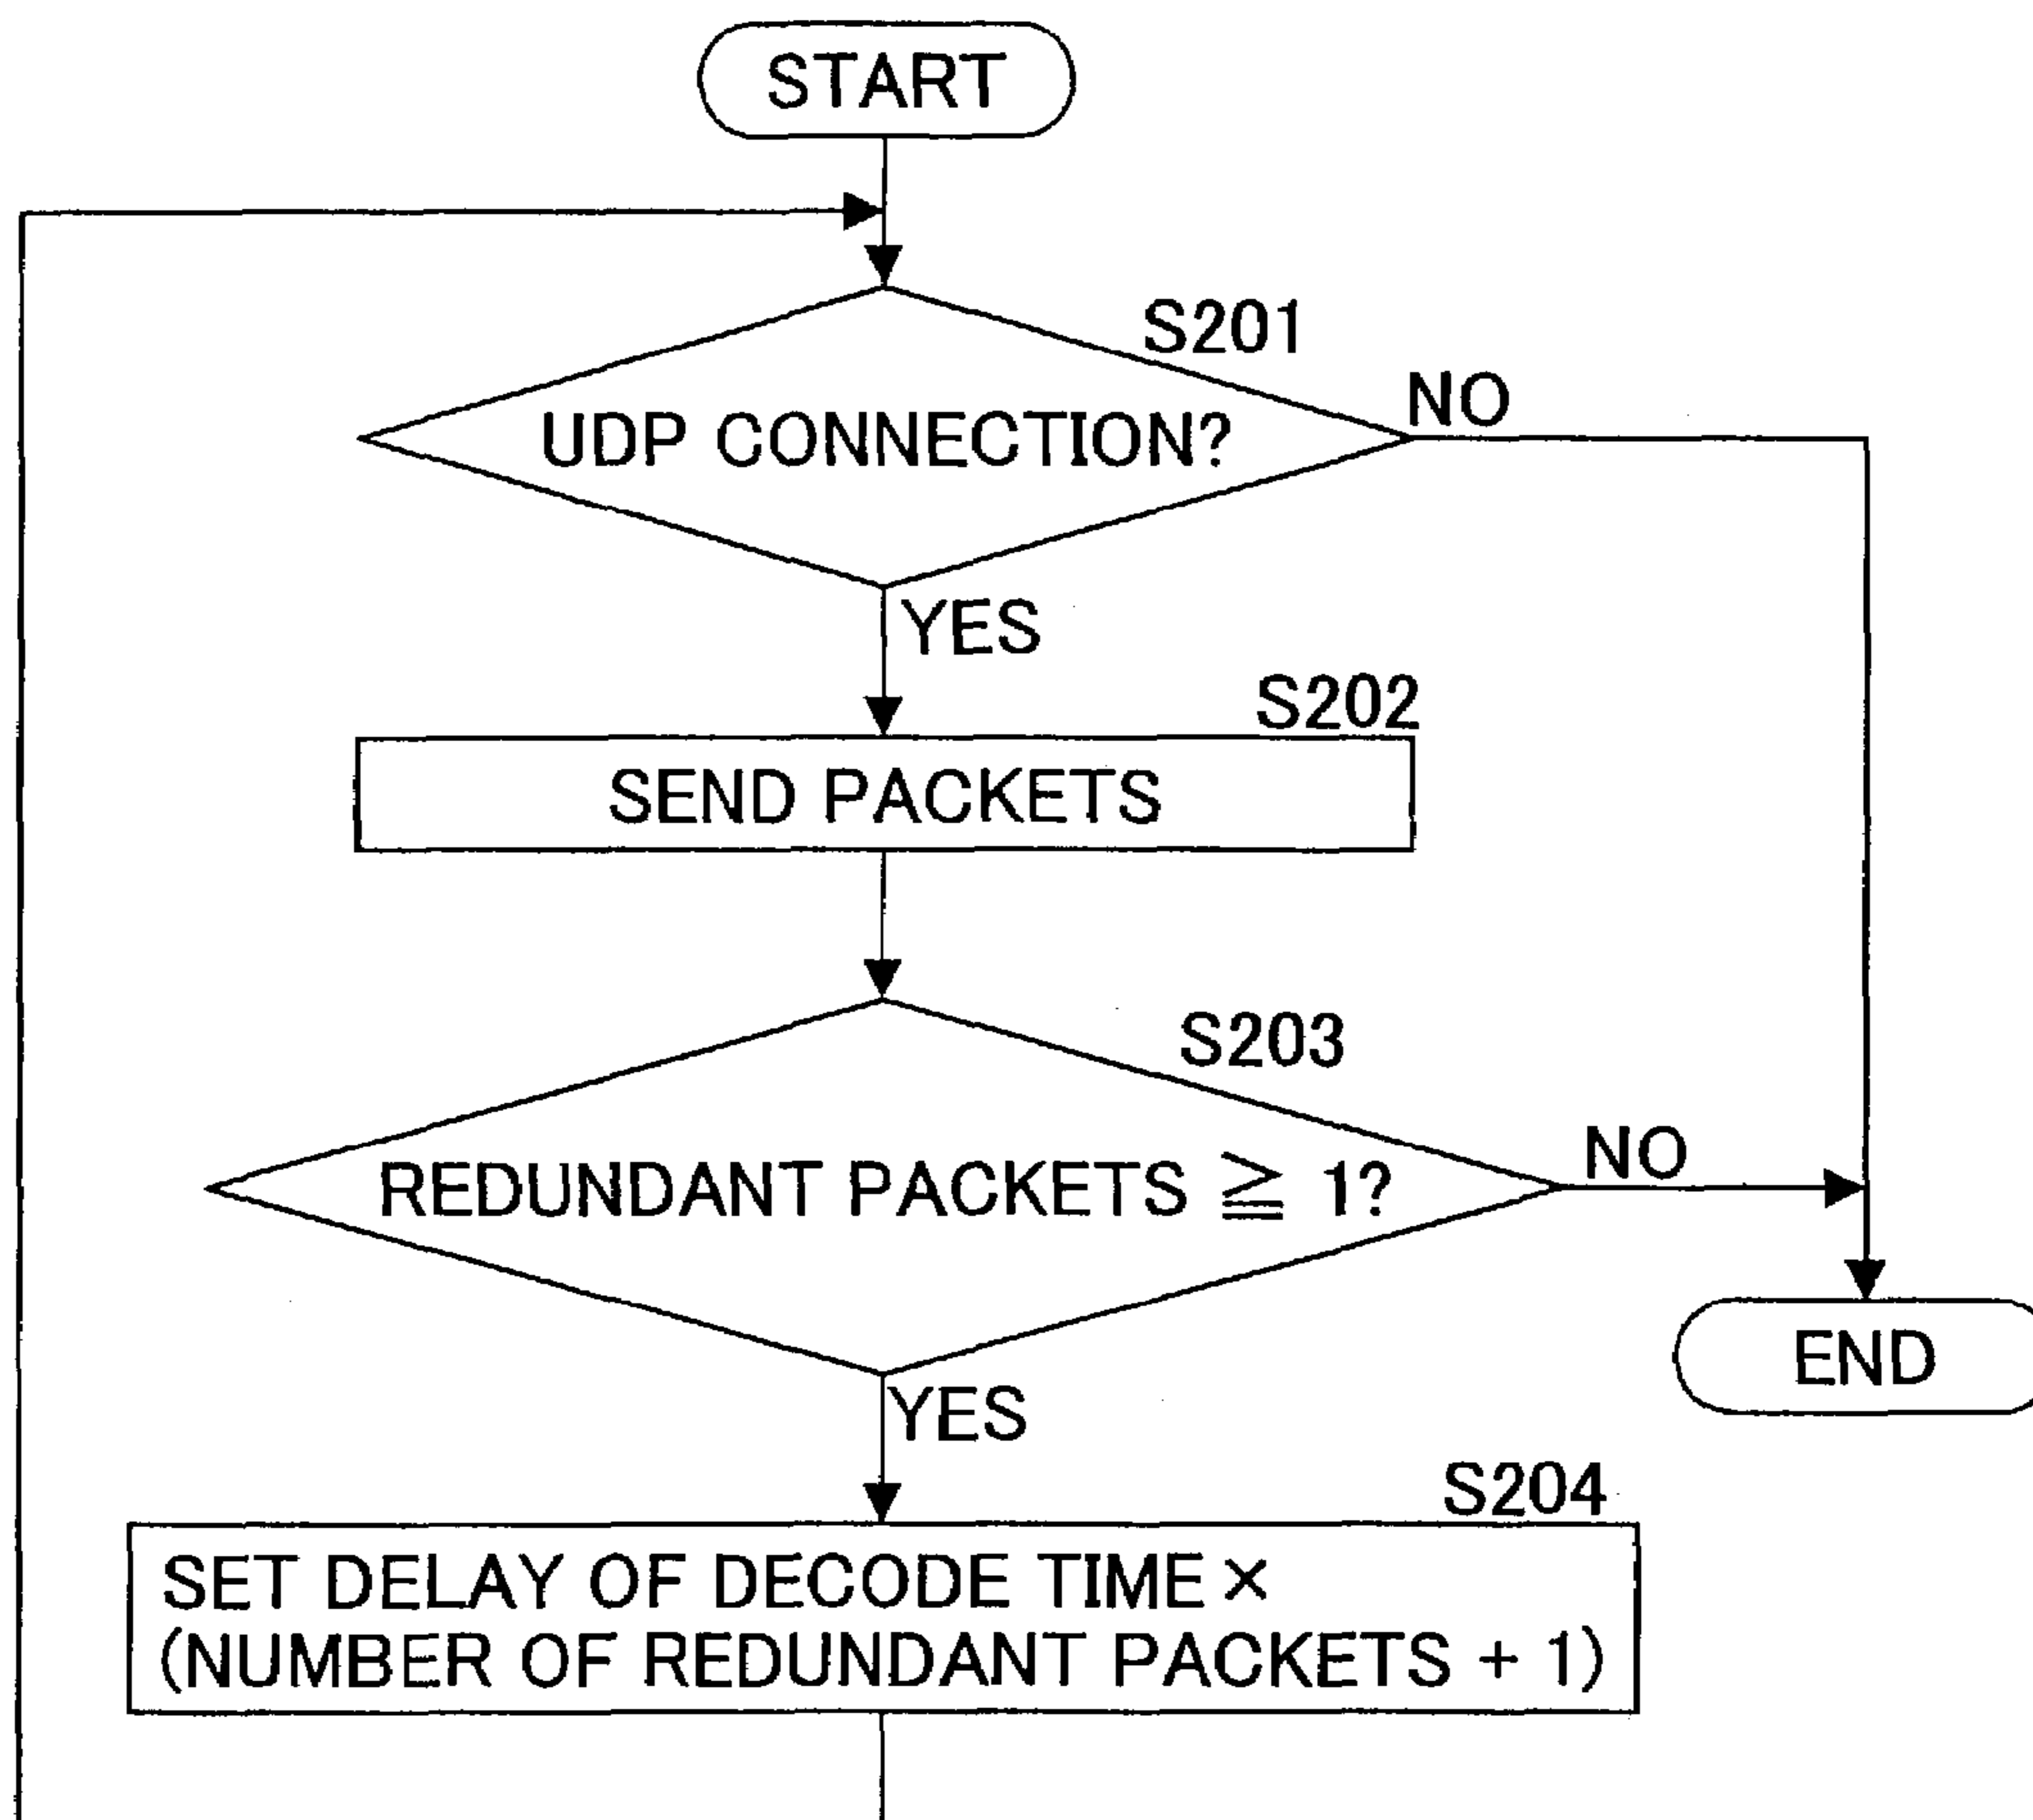 START
S201
UDP CONNECTION?
NO
YES
S202
SEND PACKETS
S203
REDUNDANT PACKETS ≧ 1?
NO
END
YES
S204
SET DELAY OF DECODE TIME ×
(NUMBER OF REDUNDANT PACKETS + 1)